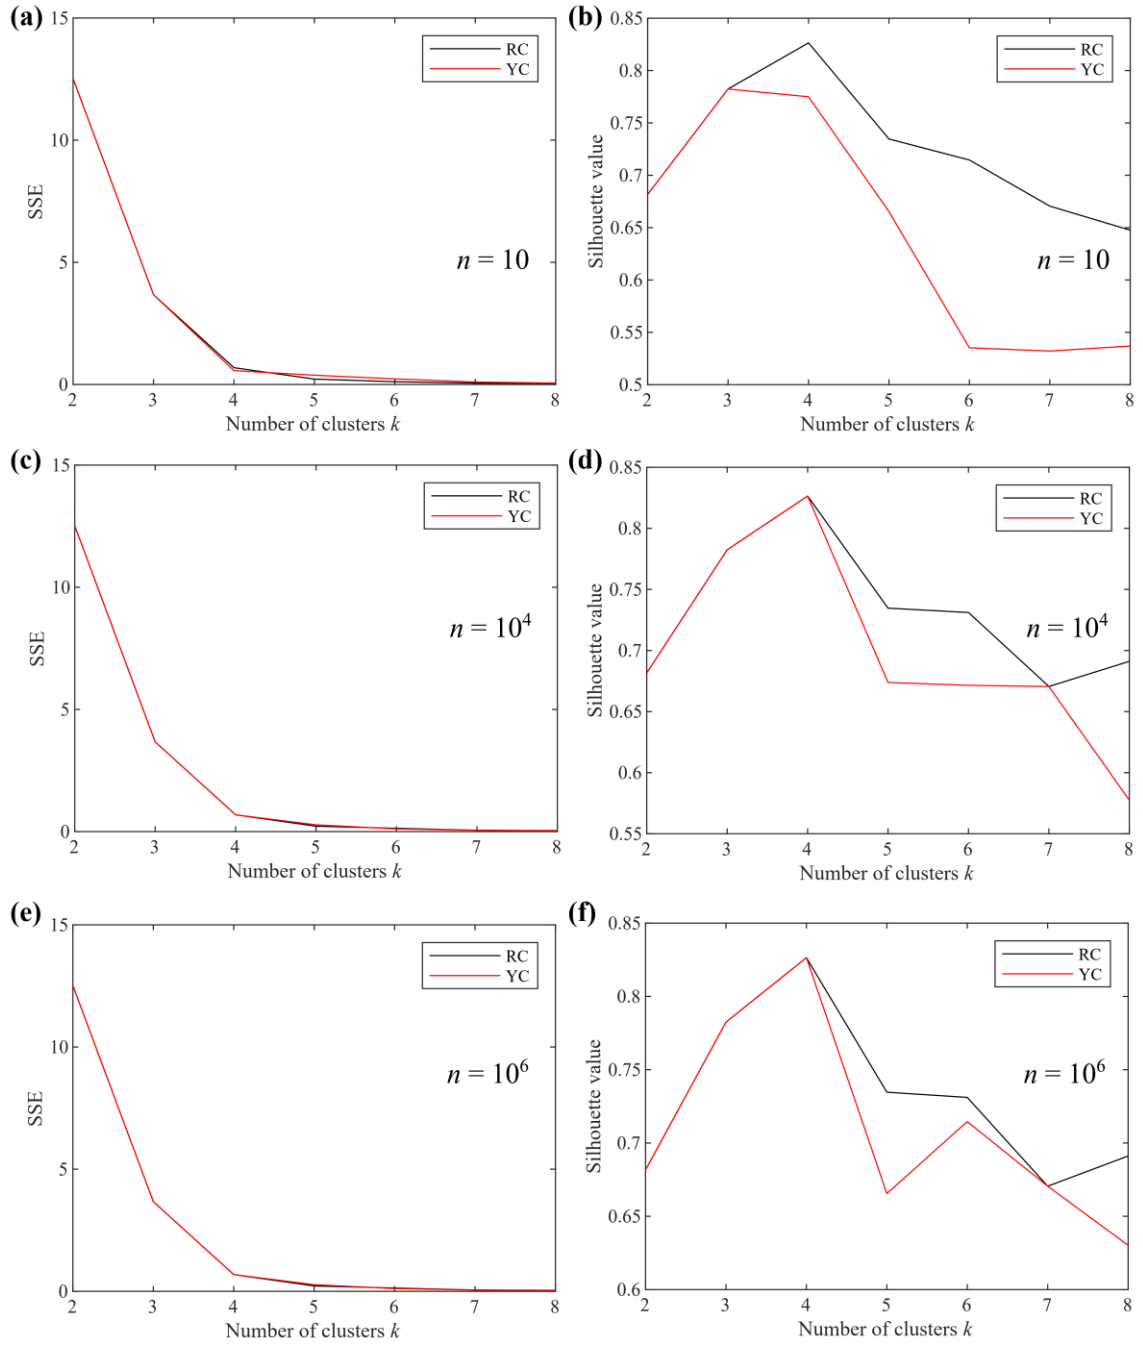 (a)
15
10
5
0
SSE
RC
YC
n = 10
2 3 4 5 6 7 8
Number of clusters k
(b)
0.85
0.8
0.75
0.7
0.65
0.6
0.55
0.5
Silhouette value
RC
YC
n = 10
2 3 4 5 6 7 8
Number of clusters k
(c)
15
10
5
0
SSE
RC
YC
n = 10⁴
2 3 4 5 6 7 8
Number of clusters k
(d)
0.85
0.8
0.75
0.7
0.65
0.6
0.55
Silhouette value
RC
YC
n = 10⁴
2 3 4 5 6 7 8
Number of clusters k
(e)
15
10
5
0
SSE
RC
YC
n = 10⁶
2 3 4 5 6 7 8
Number of clusters k
(f)
0.85
0.8
0.75
0.7
0.65
0.6
Silhouette value
RC
YC
n = 10⁶
2 3 4 5 6 7 8
Number of clusters k